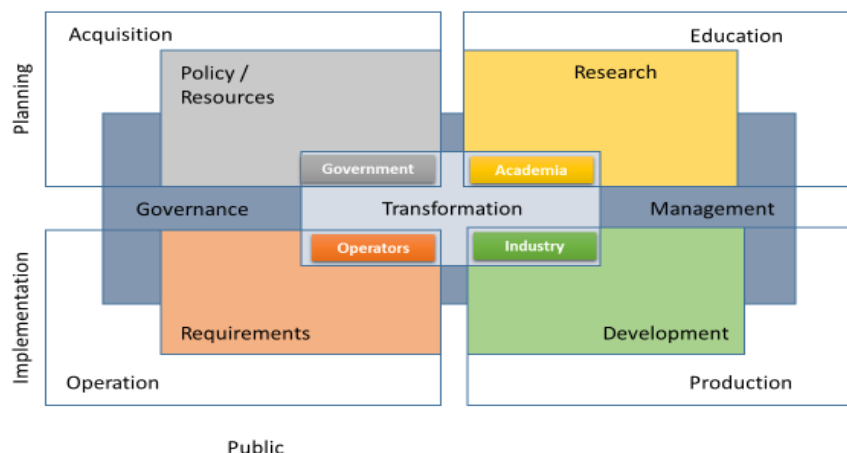 Acquisition
Education
Planning
Policy /
Resources
Research
Government
Academia
Governance
Transformation
Management
Operators
Industry
Implementation
Requirements
Development
Operation
Production
Public